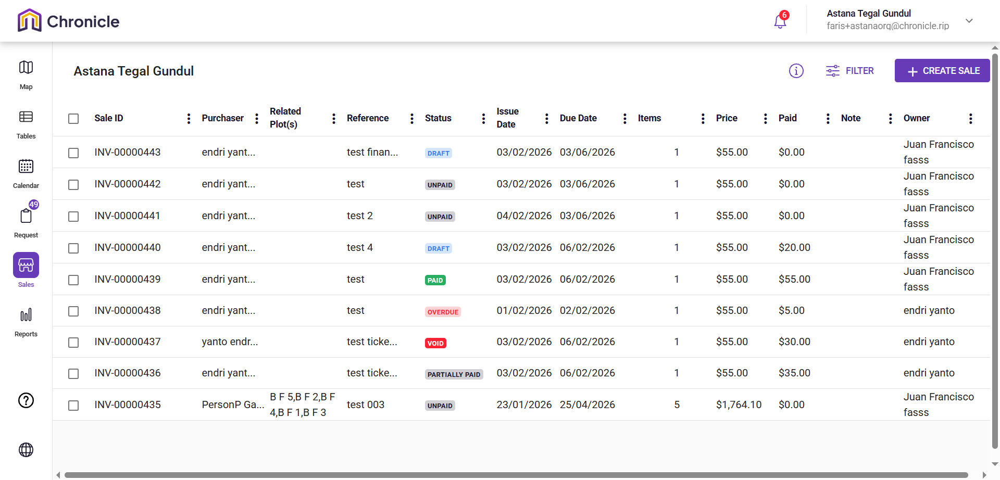 Chronicle
6
Astana Tegal Gundul
faris+astanaorg@chronicle.rip
Map
Tables
Calendar
49
Request
Sales
Reports
Astana Tegal Gundul
FILTER
CREATE SALE
Sale ID Purchaser Related Plot(s) Reference Status Issue Date Due Date Items Price Paid Note Owner
INV-00000443 endri yant... test finan... DRAFT 03/02/2026 03/06/2026 1 $55.00 $0.00 Juan Francisco fasss
INV-00000442 endri yant... test UNPAID 03/02/2026 03/06/2026 1 $55.00 $0.00 Juan Francisco fasss
INV-00000441 endri yant... test 2 UNPAID 04/02/2026 03/06/2026 1 $55.00 $0.00 Juan Francisco fasss
INV-00000440 endri yant... test 4 DRAFT 03/02/2026 06/02/2026 1 $55.00 $20.00 Juan Francisco fasss
INV-00000439 endri yant... test PAID 03/02/2026 06/02/2026 1 $55.00 $55.00 Juan Francisco fasss
INV-00000438 endri yant... test OVERDUE 01/02/2026 02/02/2026 1 $55.00 $5.00 endri yanto
INV-00000437 yanto endr... test ticke... VOID 03/02/2026 06/02/2026 1 $55.00 $30.00 endri yanto
INV-00000436 endri yant... test ticke... PARTIALLY PAID 03/02/2026 06/02/2026 1 $55.00 $35.00 endri yanto
INV-00000435 PersonP Ga... B F 5,B F 2,B F 4,B F 1,B F 3 test 003 UNPAID 23/01/2026 25/04/2026 5 $1,764.10 $0.00 Juan Francisco fasss